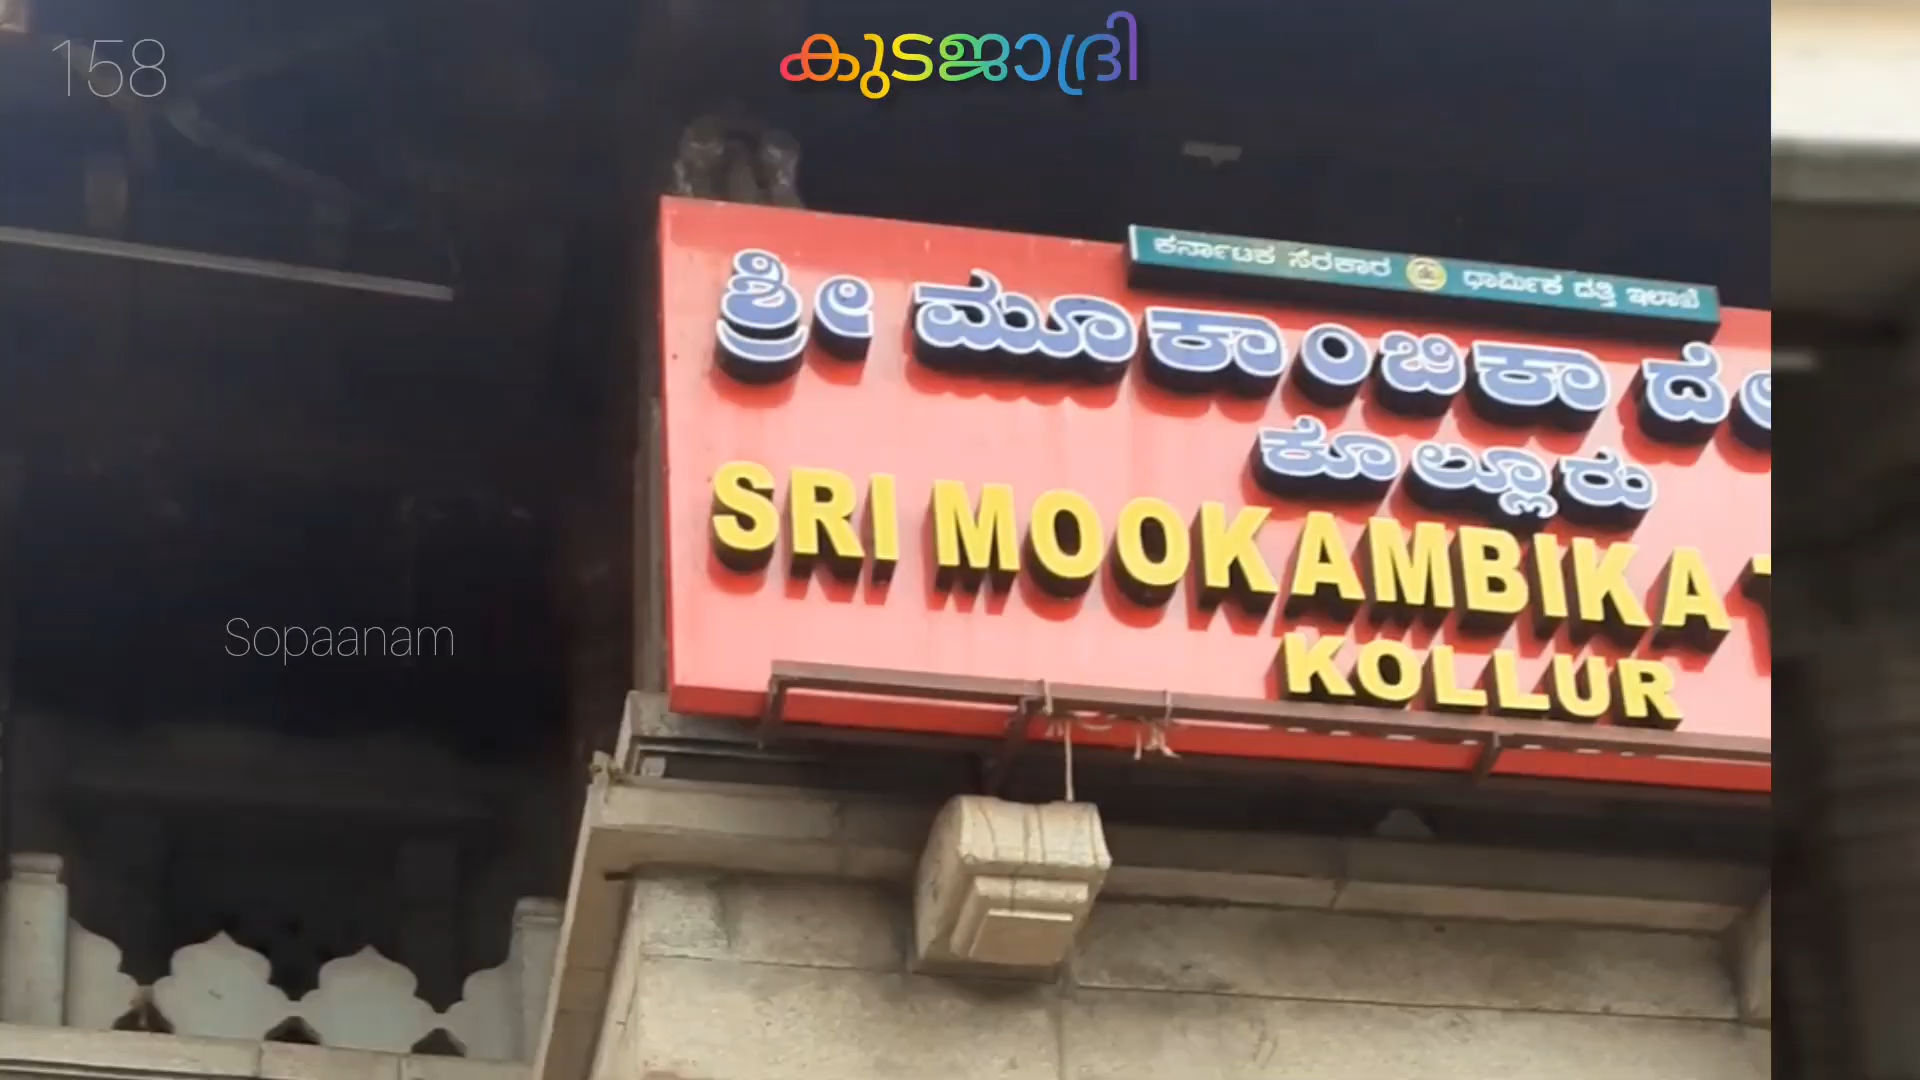 158
കുടജാദ്രി
ಕರ್ನಾಟಕ ಸರಕಾರ ಧಾರ್ಮಿಕ ದತ್ತಿ ಇಲಾಖೆ
ಶ್ರೀ ಮೂಕಾಂಬಿಕಾ
ಕೊಲ್ಲೂರು
SRI MOOKAMBIKA
KOLLUR
Sopaanam